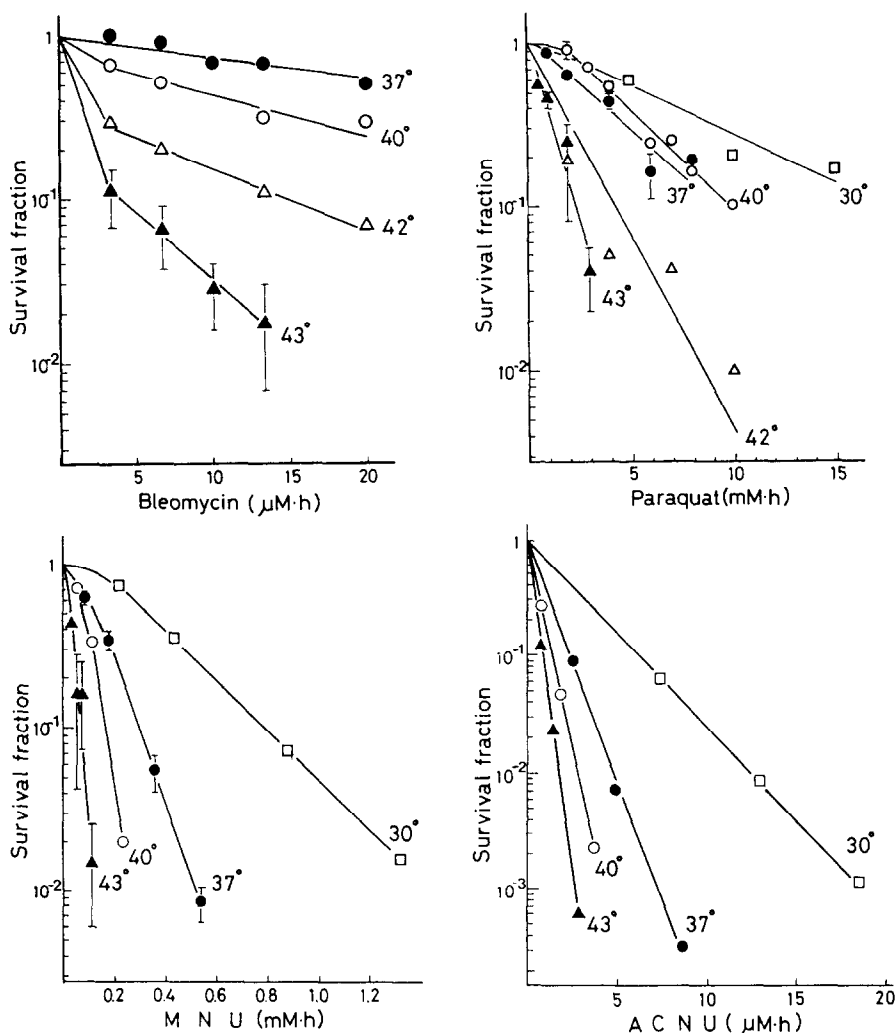 Survival fraction
1
10⁻¹
10⁻²
37°
40°
42°
43°
0 5 10 15 20
Bleomycin (μM·h)
Survival fraction
1
10⁻¹
10⁻²
30°
40°
37°
43°
42°
5 10 15
Paraquat (mM·h)
Survival fraction
1
10⁻¹
10⁻²
30°
40°
43°
37°
0.2 0.4 0.6 0.8 1.0 1.2
M N U (mM·h)
Survival fraction
1
10⁻¹
10⁻²
10⁻³
30°
40°
43°
37°
5 10 15 20
A C N U (μM·h)